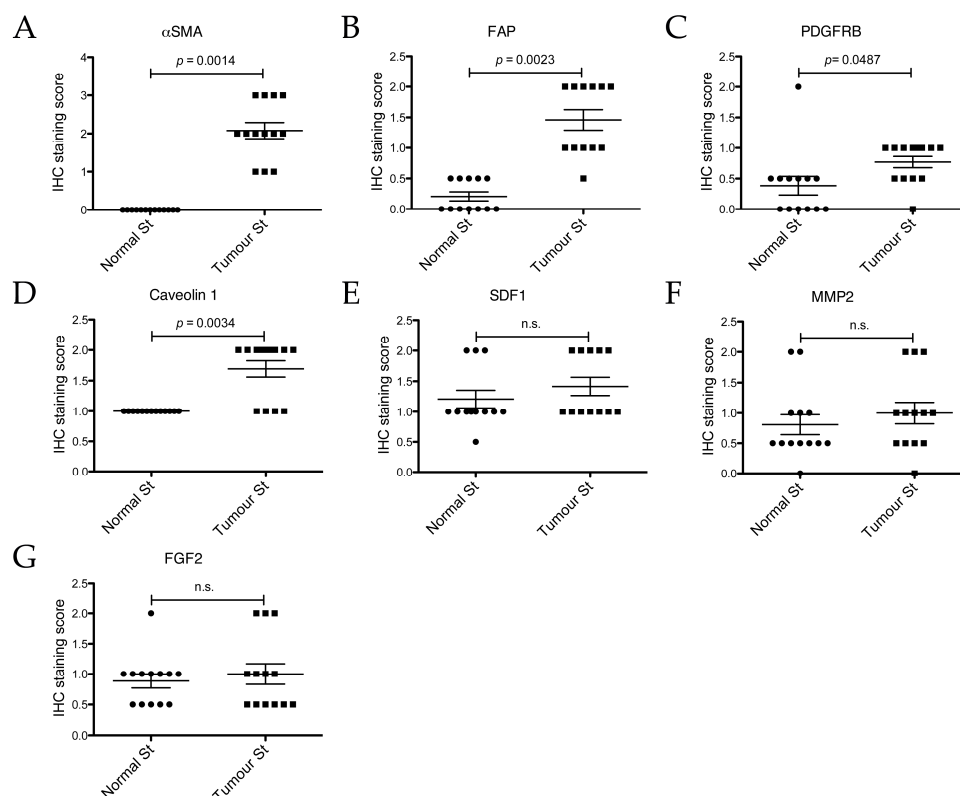 A
αSMA
p = 0.0014
IHC staining score
4
3
2
1
0
Normal St
Tumour St
B
FAP
p = 0.0023
IHC staining score
2.5
2.0
1.5
1.0
0.5
0.0
Normal St
Tumour St
C
PDGFRB
p= 0.0487
IHC staining score
2.5
2.0
1.5
1.0
0.5
0.0
Normal St
Tumour St
D
Caveolin 1
p = 0.0034
IHC staining score
2.5
2.0
1.5
1.0
0.5
0.0
Normal St
Tumour St
E
SDF1
n.s.
IHC staining score
2.5
2.0
1.5
1.0
0.5
0.0
Normal St
Tumour St
F
MMP2
n.s.
IHC staining score
2.5
2.0
1.5
1.0
0.5
0.0
Normal St
Tumour St
G
FGF2
n.s.
IHC staining score
2.5
2.0
1.5
1.0
0.5
0.0
Normal St
Tumour St